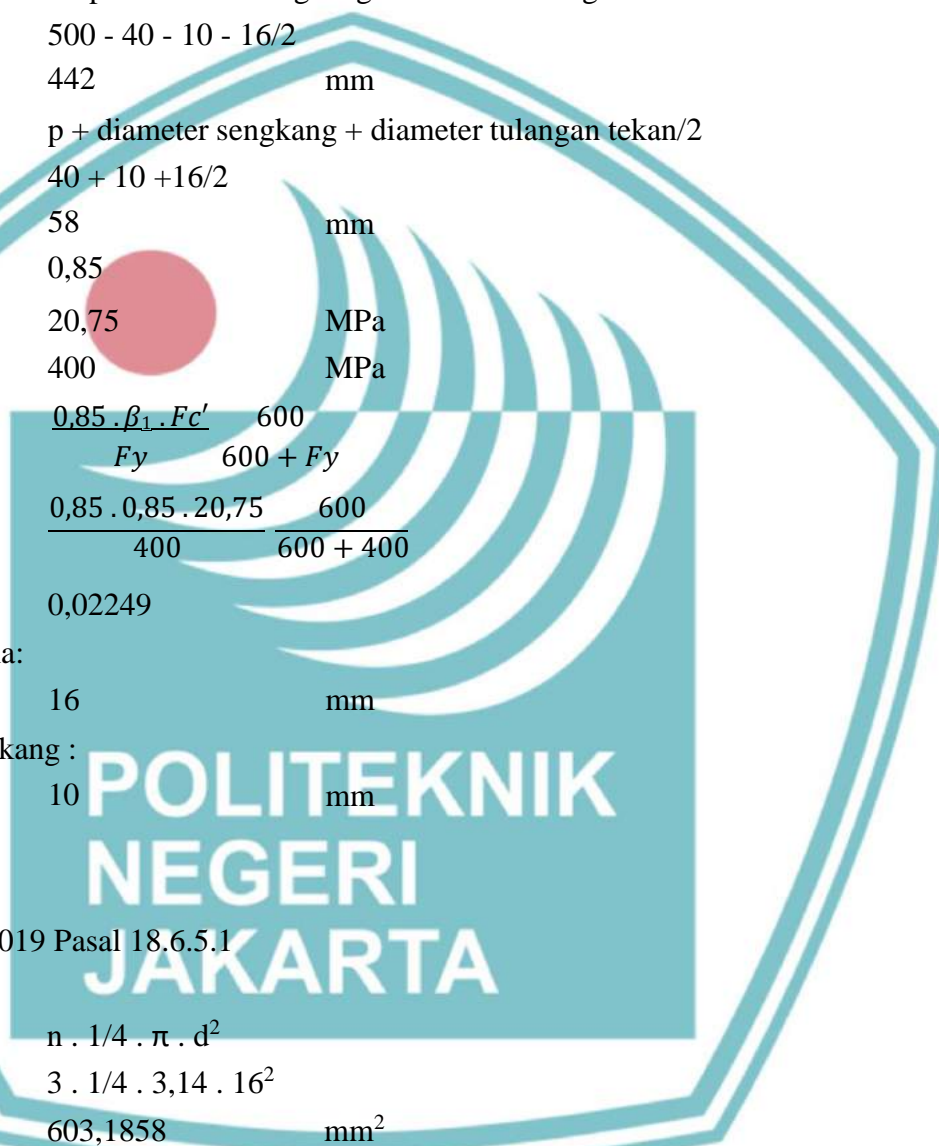 500 - 40 - 10 - 16/2
442 mm
p + diameter sengkang + diameter tulangan tekan/2
40 + 10 +16/2
58 mm
0,85
20,75 MPa
400 MPa
0,85 . β₁ . Fc′ 600
Fy 600 + Fy
0,85 . 0,85 . 20,75 600
400 600 + 400
0,02249
a:
16 mm
kang :
10 mm
POLITEKNIK
NEGERI
JAKARTA
019 Pasal 18.6.5.1
n . 1/4 . π . d²
3 . 1/4 . 3,14 . 16²
603,1858 mm²